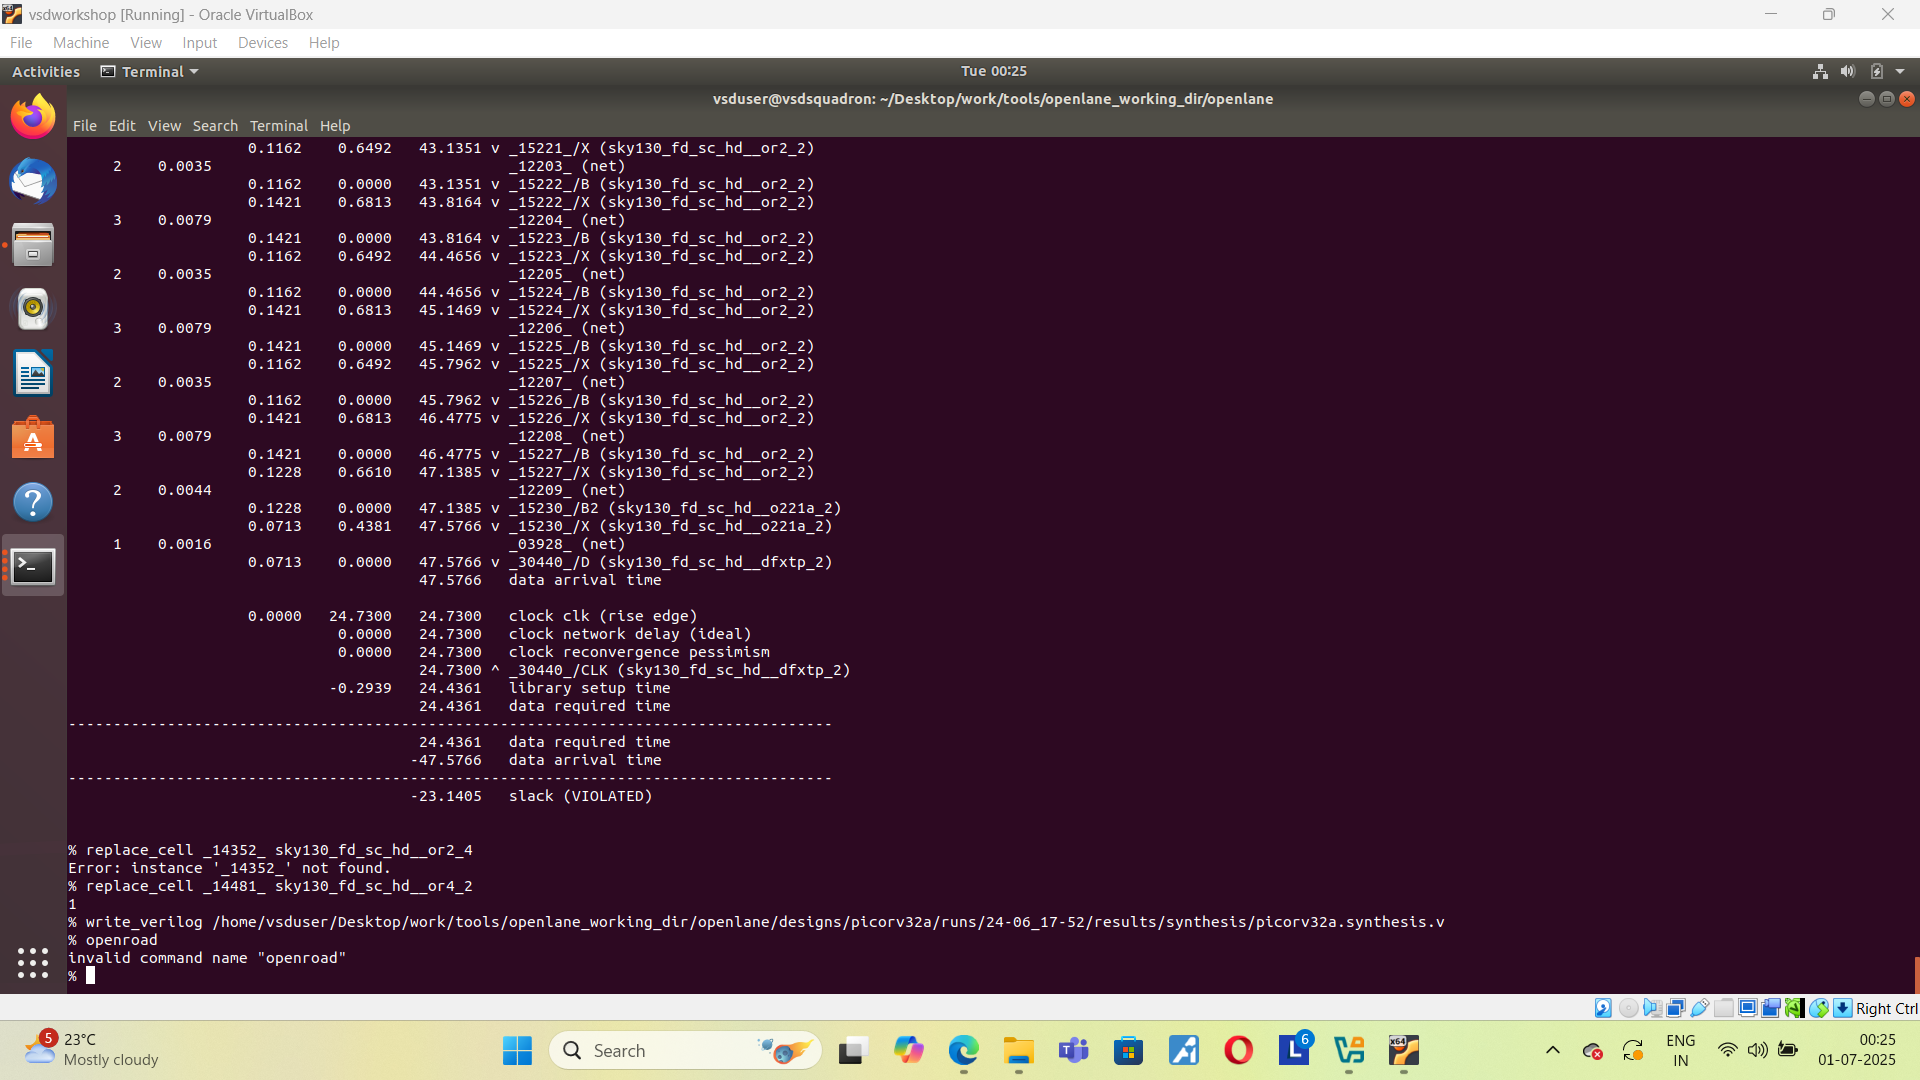 vsdworkshop [Running] - Oracle VirtualBox
File Machine View Input Devices Help
Activities Terminal Tue 00:25
vsduser@vsdsquadron: ~/Desktop/work/tools/openlane_working_dir/openlane
File Edit View Search Terminal Help
0.1162 0.6492 43.1351 v _15221_/X (sky130_fd_sc_hd__or2_2)
2 0.0035 _12203_ (net)
0.1162 0.0000 43.1351 v _15222_/B (sky130_fd_sc_hd__or2_2)
0.1421 0.6813 43.8164 v _15222_/X (sky130_fd_sc_hd__or2_2)
3 0.0079 _12204_ (net)
0.1421 0.0000 43.8164 v _15223_/B (sky130_fd_sc_hd__or2_2)
0.1162 0.6492 44.4656 v _15223_/X (sky130_fd_sc_hd__or2_2)
2 0.0035 _12205_ (net)
0.1162 0.0000 44.4656 v _15224_/B (sky130_fd_sc_hd__or2_2)
0.1421 0.6813 45.1469 v _15224_/X (sky130_fd_sc_hd__or2_2)
3 0.0079 _12206_ (net)
0.1421 0.0000 45.1469 v _15225_/B (sky130_fd_sc_hd__or2_2)
0.1162 0.6492 45.7962 v _15225_/X (sky130_fd_sc_hd__or2_2)
2 0.0035 _12207_ (net)
0.1162 0.0000 45.7962 v _15226_/B (sky130_fd_sc_hd__or2_2)
0.1421 0.6813 46.4775 v _15226_/X (sky130_fd_sc_hd__or2_2)
3 0.0079 _12208_ (net)
0.1421 0.0000 46.4775 v _15227_/B (sky130_fd_sc_hd__or2_2)
0.1228 0.6610 47.1385 v _15227_/X (sky130_fd_sc_hd__or2_2)
2 0.0044 _12209_ (net)
0.1228 0.0000 47.1385 v _15230_/B2 (sky130_fd_sc_hd__o221a_2)
0.0713 0.4381 47.5766 v _15230_/X (sky130_fd_sc_hd__o221a_2)
1 0.0016 _03928_ (net)
0.0713 0.0000 47.5766 v _30440_/D (sky130_fd_sc_hd__dfxtp_2)
47.5766 data arrival time
0.0000 24.7300 24.7300 clock clk (rise edge)
0.0000 24.7300 clock network delay (ideal)
0.0000 24.7300 clock reconvergence pessimism
24.7300 ^ _30440_/CLK (sky130_fd_sc_hd__dfxtp_2)
-0.2939 24.4361 library setup time
24.4361 data required time
-------------------------------------------------------------------------------------
24.4361 data required time
-47.5766 data arrival time
-------------------------------------------------------------------------------------
-23.1405 slack (VIOLATED)
% replace_cell _14352_ sky130_fd_sc_hd__or2_4
Error: instance '_14352_' not found.
% replace_cell _14481_ sky130_fd_sc_hd__or4_2
1
% write_verilog /home/vsduser/Desktop/work/tools/openlane_working_dir/openlane/designs/picorv32a/runs/24-06_17-52/results/synthesis/picorv32a.synthesis.v
% openroad
invalid command name "openroad"
%
Right Ctrl
5 23°C
Mostly cloudy
Search
6
x64
ENG
IN
00:25
01-07-2025